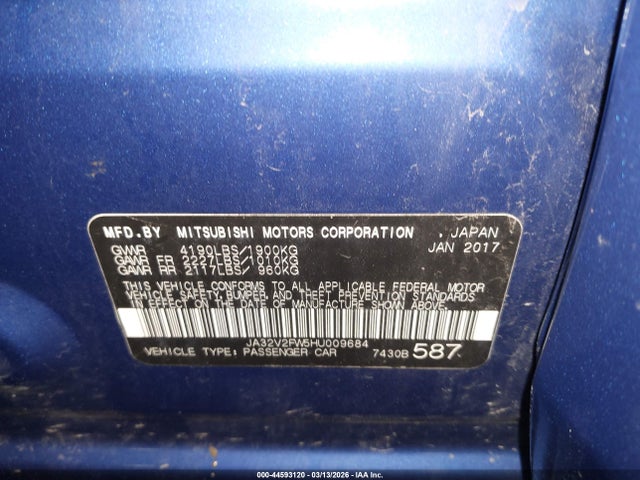 MFD.BY MITSUBISHI MOTORS CORPORATION , JAPAN
GVWR 4190LBS/1900KG JAN 2017
GAWR FR 2227LBS/1010KG
GAWR RR 2117LBS/ 960KG
THIS VEHICLE CONFORMS TO ALL APPLICABLE FEDERAL MOTOR
VEHICLE SAFETY, BUMPER, AND THEFT PREVENTION STANDARDS
IN EFFECT ON THE DATE OF MANUFACTURE SHOWN ABOVE.
JA32V2FW5HU009684
VEHICLE TYPE: PASSENGER CAR 7430B 587
000-44593120 | 03/13/2026 | IAA Inc.